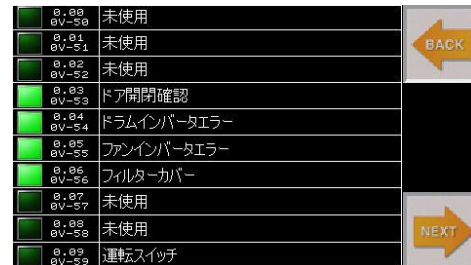 0.00
0V-50
未使用
BACK
0.01
0V-51
未使用
0.02
0V-52
未使用
0.03
0V-53
ドア開閉確認
0.04
0V-54
ドラムインバータエラー
0.05
0V-55
ファンインバータエラー
0.06
0V-56
フィルターカバー
0.07
0V-57
未使用
0.08
0V-58
未使用
NEXT
0.09
0V-59
運転スイッチ